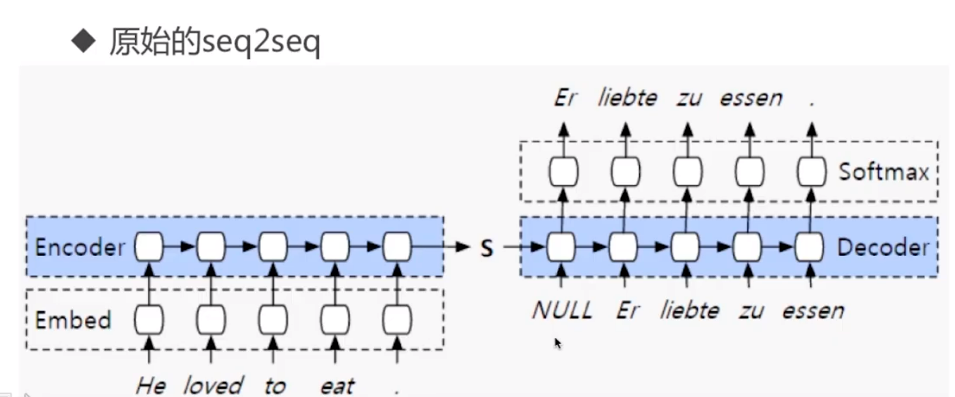 ◆ 原始的seq2seq
Er liebte zu essen .
Softmax
Encoder
S
Decoder
NULL Er liebte zu essen
Embed
He loved to eat .